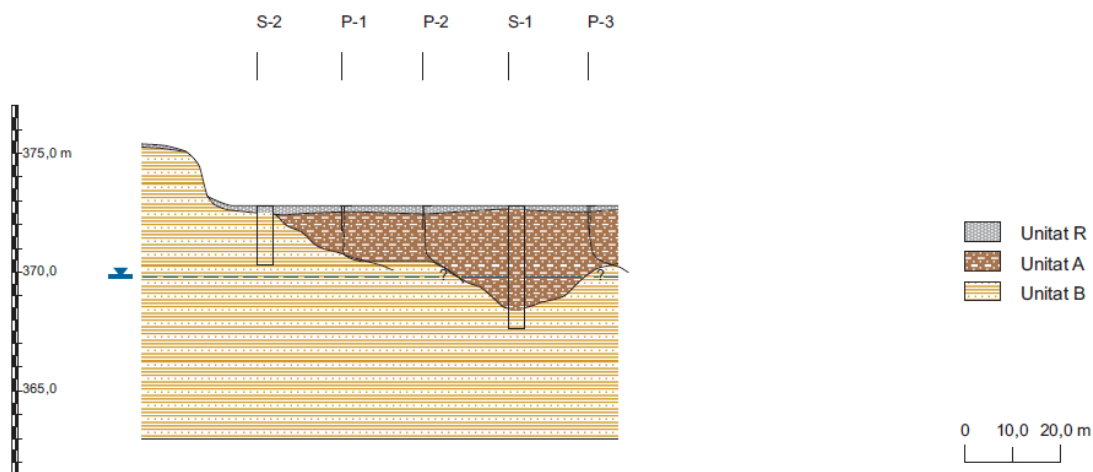 S-2 P-1 P-2 S-1 P-3
375,0 m
370,0
? ?
365,0
Unitat R
Unitat A
Unitat B
0 10,0 20,0 m